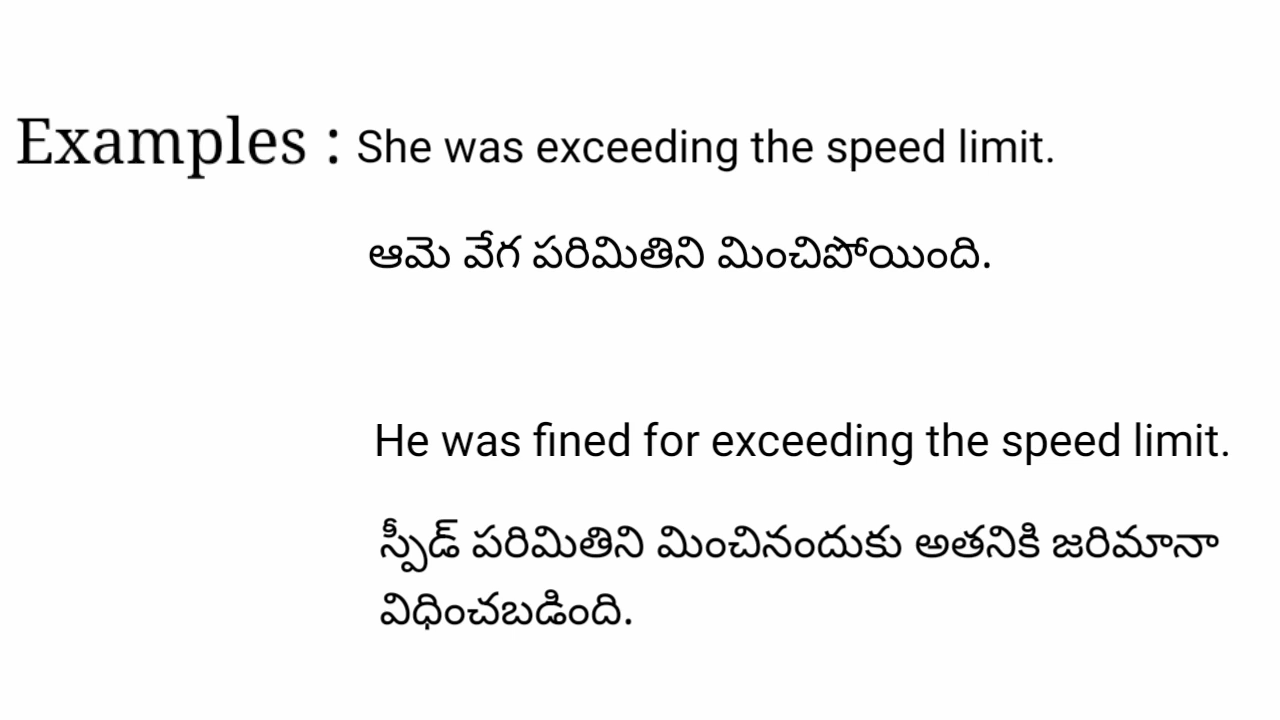 Examples : She was exceeding the speed limit.
ఆమె వేగ పరిమితిని మించిపోయింది.
He was fined for exceeding the speed limit.
స్పీడ్ పరిమితిని మించినందుకు అతనికి జరిమానా
విధించబడింది.